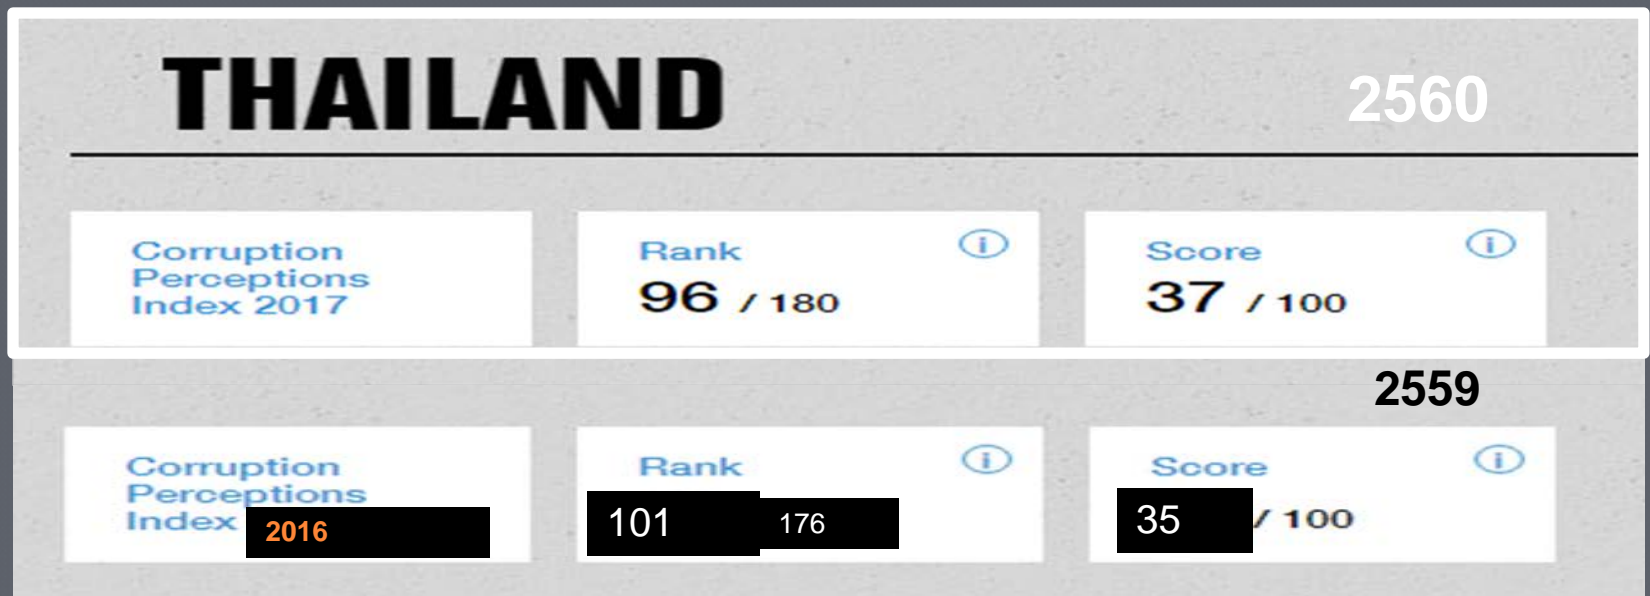 THAILAND
2560
Corruption
Perceptions
Index 2017
Rank
96 / 180
Score
37 / 100
2559
Corruption
Perceptions
Index 2016
Rank
101 176
Score
35 / 100